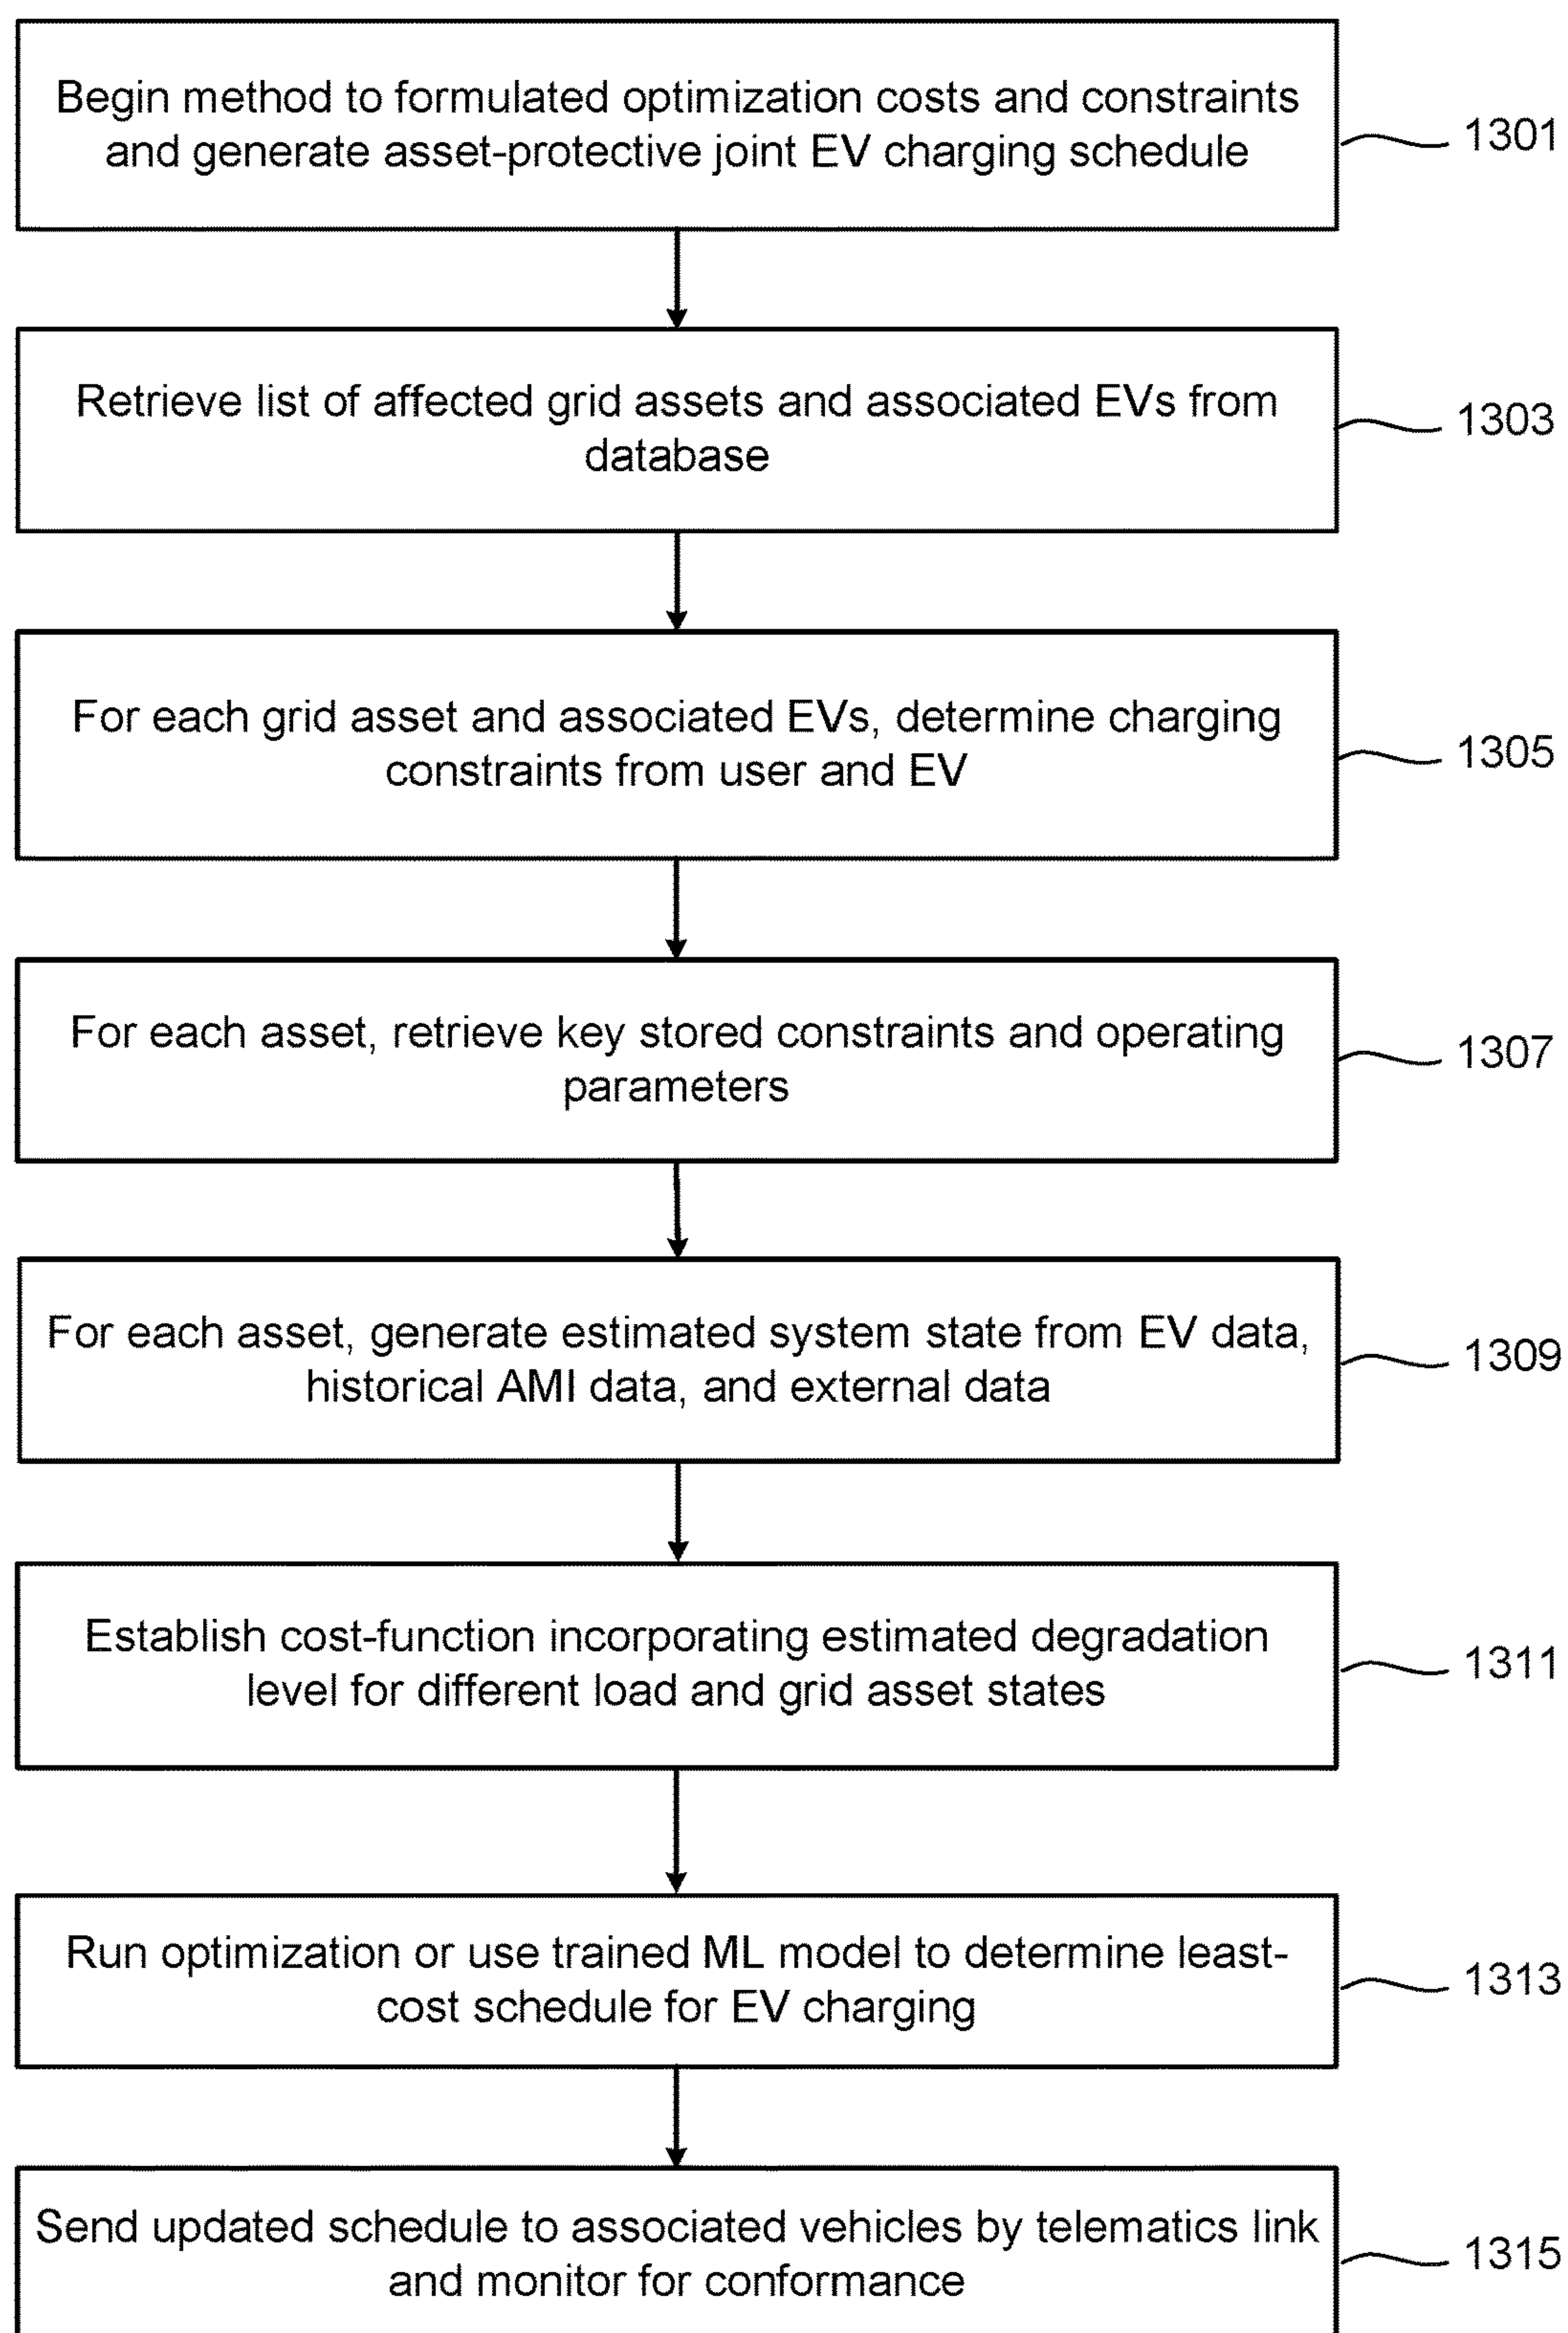 Begin method to formulated optimization costs and constraints
and generate asset-protective joint EV charging schedule
1301
Retrieve list of affected grid assets and associated EVs from
database
1303
For each grid asset and associated EVs, determine charging
constraints from user and EV
1305
For each asset, retrieve key stored constraints and operating
parameters
1307
For each asset, generate estimated system state from EV data,
historical AMI data, and external data
1309
Establish cost-function incorporating estimated degradation
level for different load and grid asset states
1311
Run optimization or use trained ML model to determine least-
cost schedule for EV charging
1313
Send updated schedule to associated vehicles by telematics link
and monitor for conformance
1315